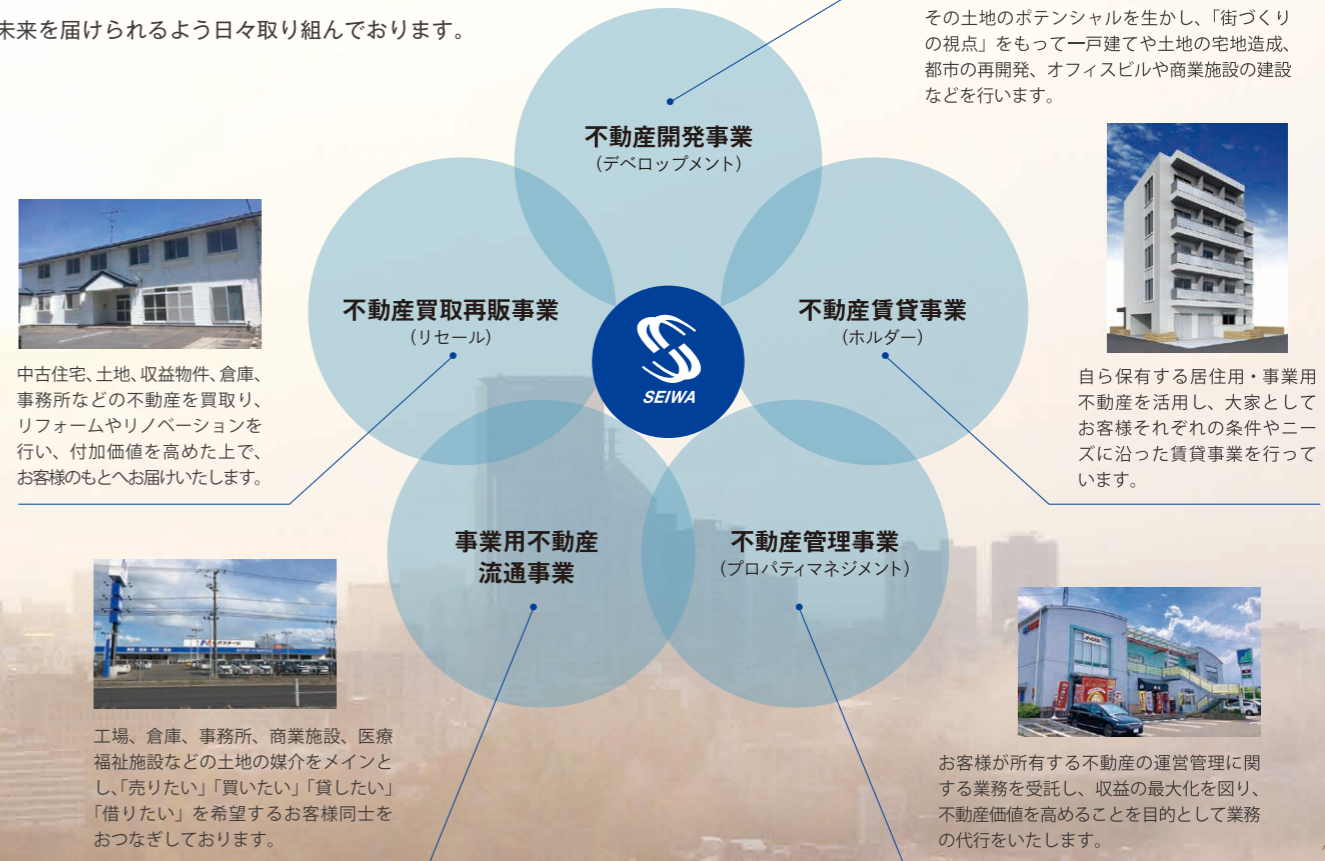 未来を届けられるよう日々取り組んでおります。
その土地のポテンシャルを生かし、「街づくり
の視点」をもって一戸建てや土地の宅地造成、
都市の再開発、オフィスビルや商業施設の建設
などを行います。
不動産開発事業
(デベロップメント)
不動産買取再販事業
(リセール)
中古住宅、土地、収益物件、倉庫、
事務所などの不動産を買取り、
リフォームやリノベーションを
行い、付加価値を高めた上で、
お客様のもとへお届けいたします。
SEIWA
不動産賃貸事業
(ホルダー)
自ら保有する居住用・事業用
不動産を活用し、大家として
お客様それぞれの条件やニー
ズに沿った賃貸事業を行って
います。
事業用不動産
流通事業
工場、倉庫、事務所、商業施設、医療
福祉施設などの土地の媒介をメインと
し、「売りたい」「買いたい」「貸したい」
「借りたい」を希望するお客様同士を
おつなぎしております。
不動産管理事業
(プロパティマネジメント)
お客様が所有する不動産の運営管理に関
する業務を受託し、収益の最大化を図り、
不動産価値を高めることを目的として業務
の代行をいたします。